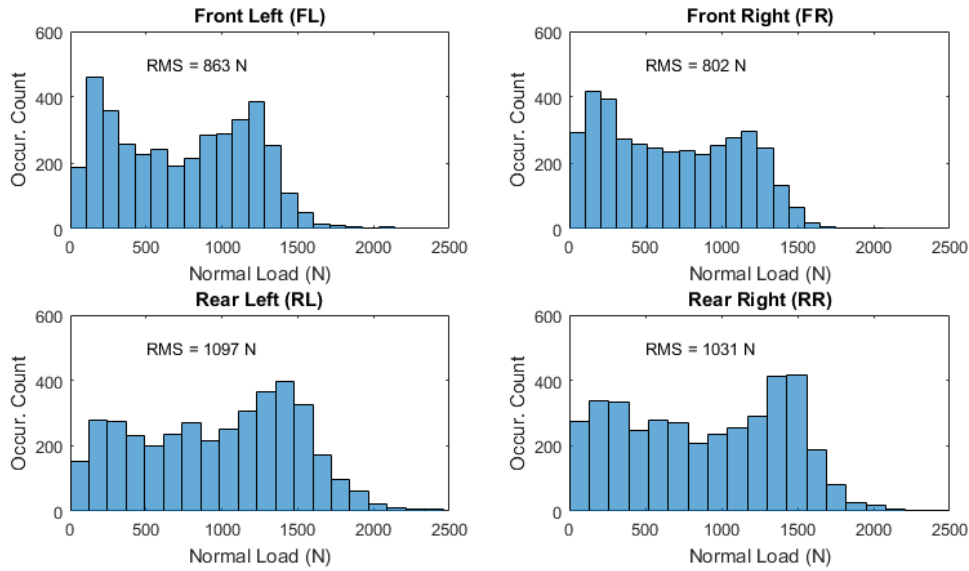 Front Left (FL)
600
400
200
0
Occur. Count
RMS = 863 N
0 500 1000 1500 2000 2500
Normal Load (N)
Front Right (FR)
600
400
200
0
Occur. Count
RMS = 802 N
0 500 1000 1500 2000 2500
Normal Load (N)
Rear Left (RL)
600
400
200
0
Occur. Count
RMS = 1097 N
0 500 1000 1500 2000 2500
Normal Load (N)
Rear Right (RR)
600
400
200
0
Occur. Count
RMS = 1031 N
0 500 1000 1500 2000 2500
Normal Load (N)